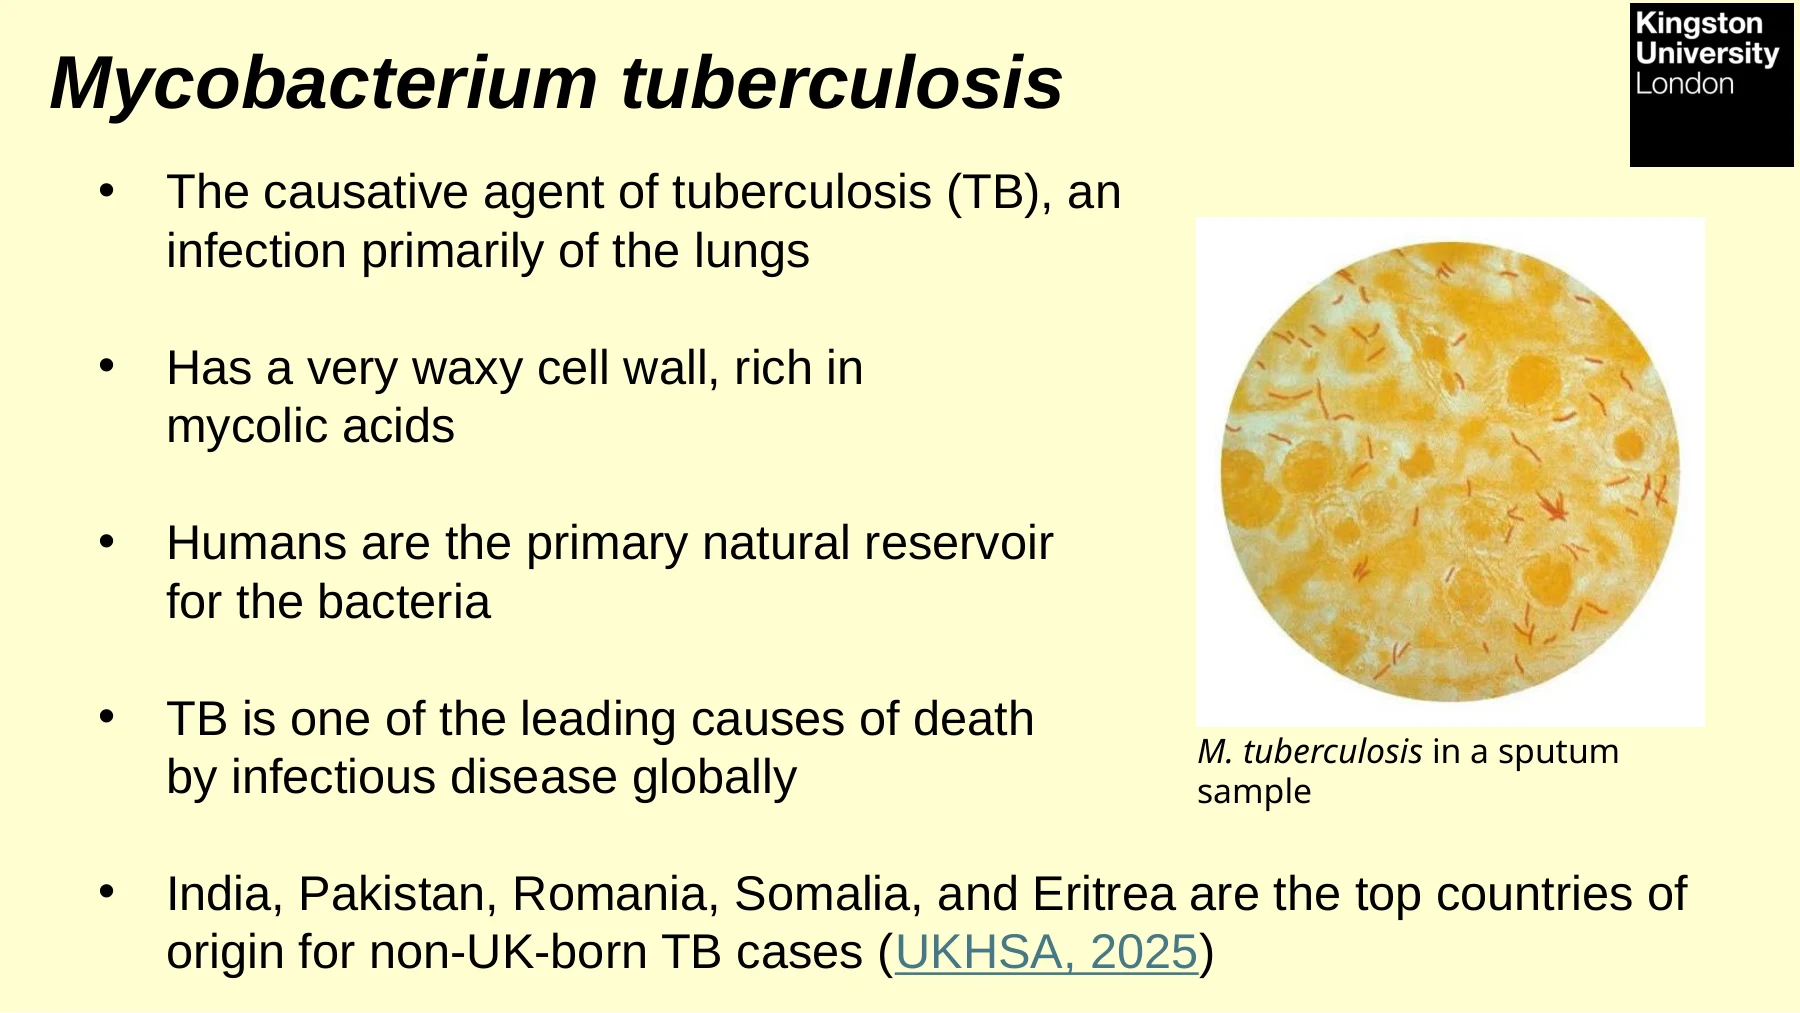 Kingston
University
London
Mycobacterium tuberculosis
• The causative agent of tuberculosis (TB), an
infection primarily of the lungs
• Has a very waxy cell wall, rich in
mycolic acids
• Humans are the primary natural reservoir
for the bacteria
• TB is one of the leading causes of death
by infectious disease globally
M. tuberculosis in a sputum
sample
• India, Pakistan, Romania, Somalia, and Eritrea are the top countries of
origin for non-UK-born TB cases (UKHSA, 2025)